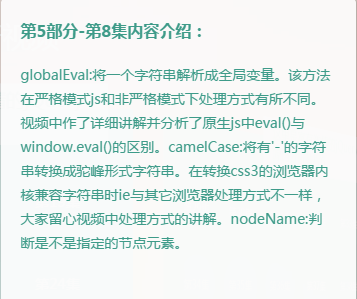 第5部分-第8集内容介绍：
globalEval:将一个字符串解析成全局变量。该方法
在严格模式js和非严格模式下处理方式有所不同。
视频中作了详细讲解并分析了原生js中eval()与
window.eval()的区别。camelCase:将有'-'的字符
串转换成驼峰形式字符串。在转换css3的浏览器内
核兼容字符串时ie与其它浏览器处理方式不一样，
大家留心视频中处理方式的讲解。nodeName:判
断是不是指定的节点元素。